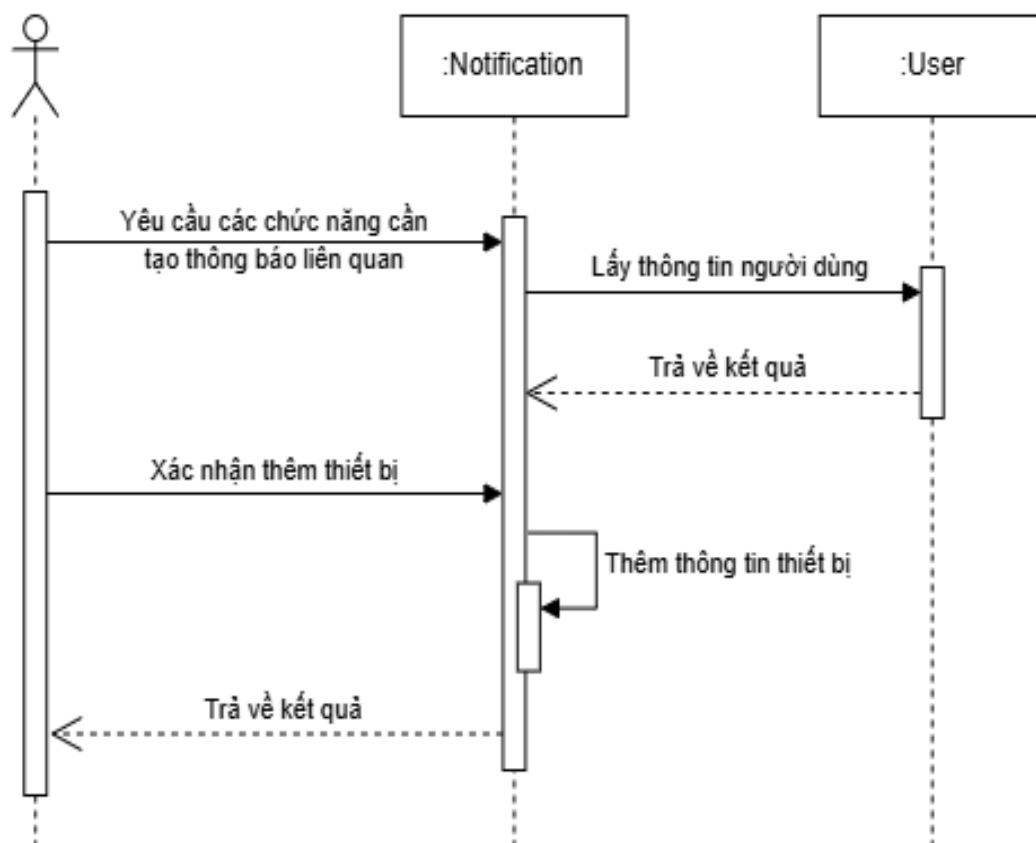 :Notification
:User
Yêu cầu các chức năng cần
tạo thông báo liên quan
Lấy thông tin người dùng
Trả về kết quả
Xác nhận thêm thiết bị
Thêm thông tin thiết bị
Trả về kết quả